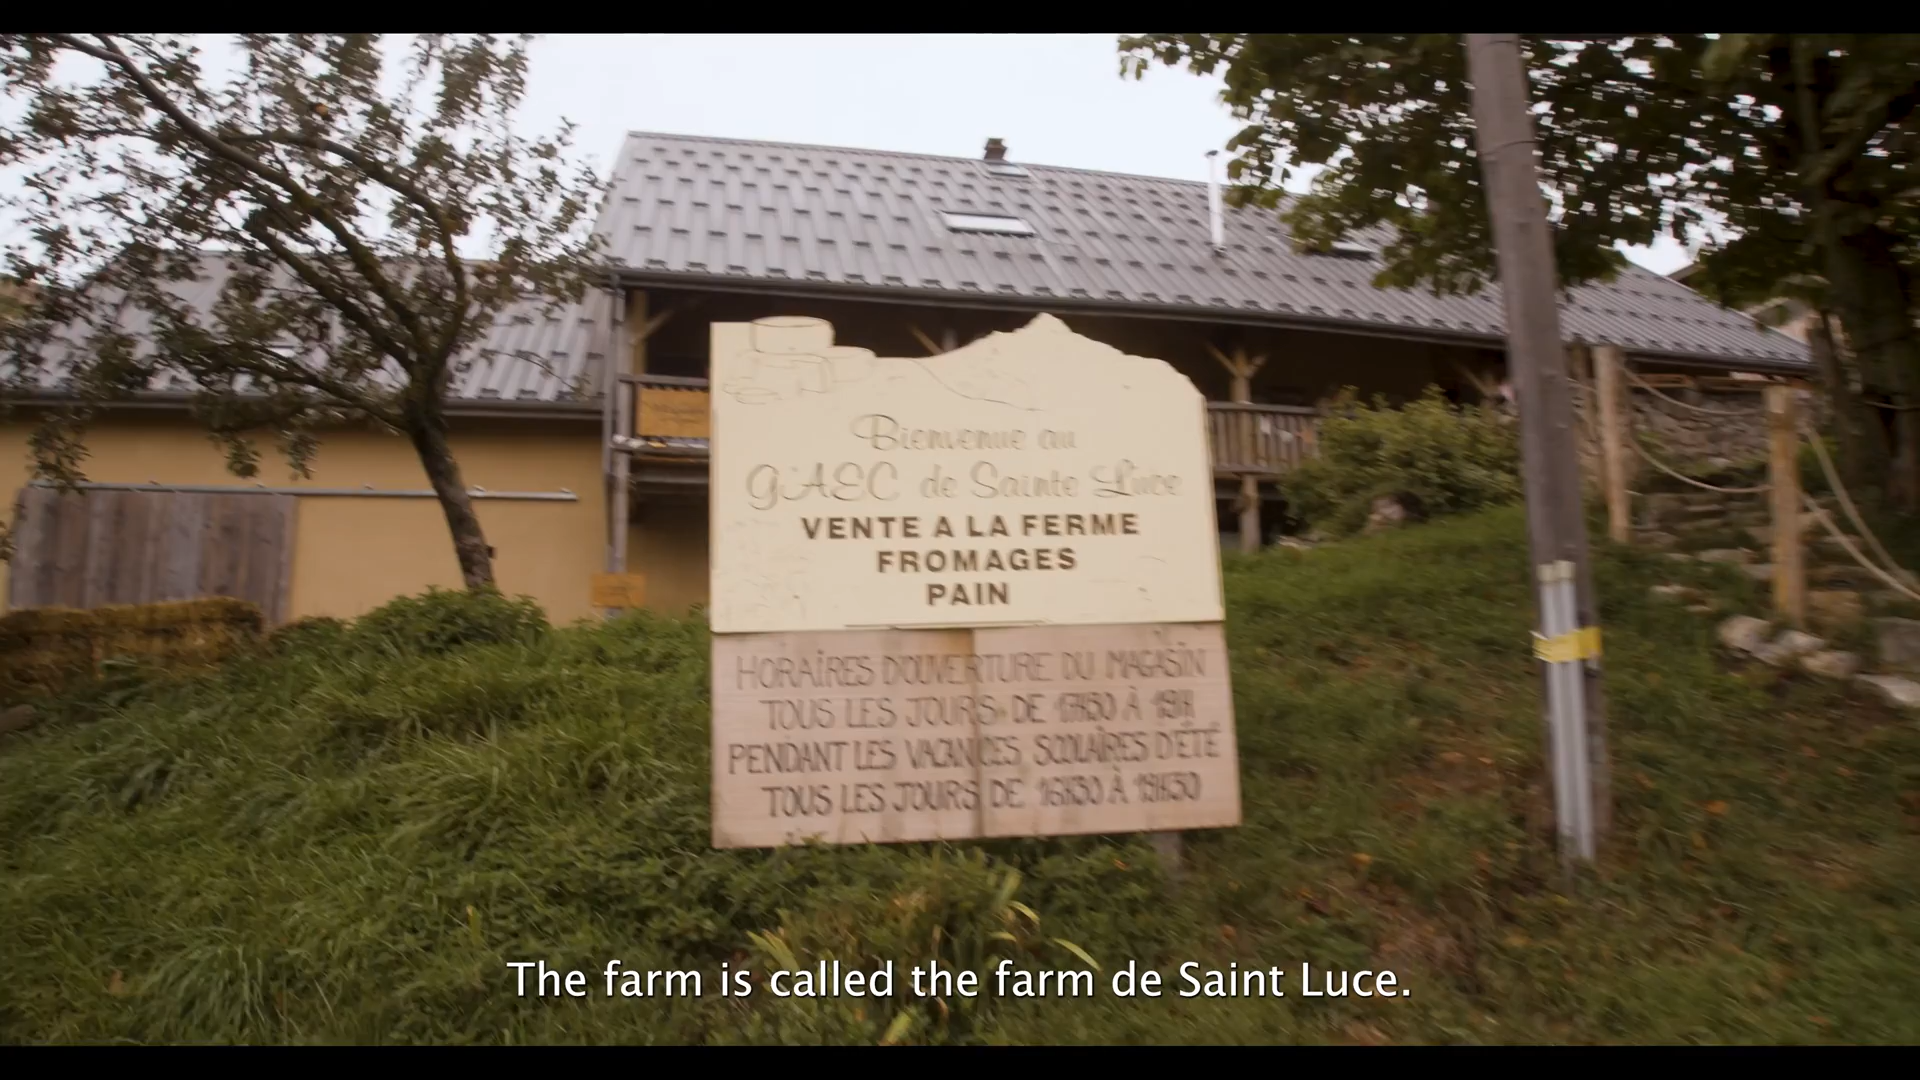 Bienvenue au
GAEC de Sainte Luce
VENTE A LA FERME
FROMAGES
PAIN
HORAIRES D'OUVERTURE DU MAGASIN
TOUS LES JOURS DE 17H30 À 19H
PENDANT LES VACANCES SCOLAIRES D'ÉTÉ
TOUS LES JOURS DE 16H30 À 19H30
The farm is called the farm de Saint Luce.